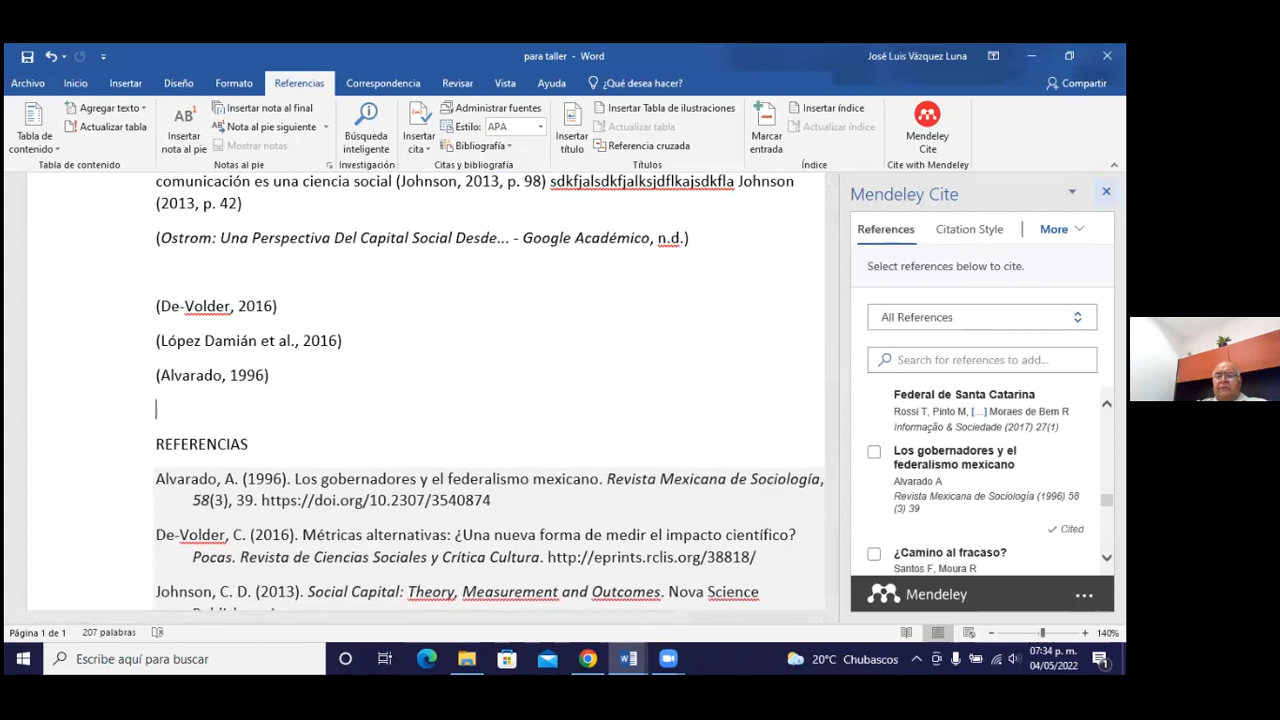 para taller - Word
José Luis Vázquez Luna
Archivo Inicio Insertar Diseño Formato Referencias Correspondencia Revisar Vista Ayuda ¿Qué desea hacer? Compartir
Tabla de contenido
Agregar texto
Actualizar tabla
Tabla de contenido
AB¹
Insertar nota al pie
Insertar nota al final
Nota al pie siguiente
Mostrar notas
Notas al pie
Búsqueda inteligente
Investigación
Insertar cita
Administrar fuentes
Estilo: APA
Bibliografía
Citas y bibliografía
Insertar título
Insertar Tabla de ilustraciones
Actualizar tabla
Referencia cruzada
Títulos
Marcar entrada
Insertar índice
Actualizar índice
Índice
Mendeley Cite
Cite with Mendeley
comunicación es una ciencia social (Johnson, 2013, p. 98) sdkfjalsdkfjalksjdflkajsdkfla Johnson
(2013, p. 42)
(Ostrom: Una Perspectiva Del Capital Social Desde... - Google Académico, n.d.)
(De-Volder, 2016)
(López Damián et al., 2016)
(Alvarado, 1996)
REFERENCIAS
Alvarado, A. (1996). Los gobernadores y el federalismo mexicano. Revista Mexicana de Sociología,
58(3), 39. https://doi.org/10.2307/3540874
De-Volder, C. (2016). Métricas alternativas: ¿Una nueva forma de medir el impacto científico?
Pocas. Revista de Ciencias Sociales y Crítica Cultura. http://eprints.rclis.org/38818/
Johnson, C. D. (2013). Social Capital: Theory, Measurement and Outcomes. Nova Science
Mendeley Cite
References Citation Style More
Select references below to cite.
All References
Search for references to add...
Federal de Santa Catarina
Rossi T, Pinto M, [...] Moraes de Bem R
Informação & Sociedade (2017) 27(1)
Los gobernadores y el
federalismo mexicano
Alvarado A
Revista Mexicana de Sociología (1996) 58
(3) 39
Cited
¿Camino al fracaso?
Santos F, Moura R
Mendeley
Página 1 de 1 207 palabras 140%
Escribe aquí para buscar
20°C Chubascos
07:34 p. m.
04/05/2022
1